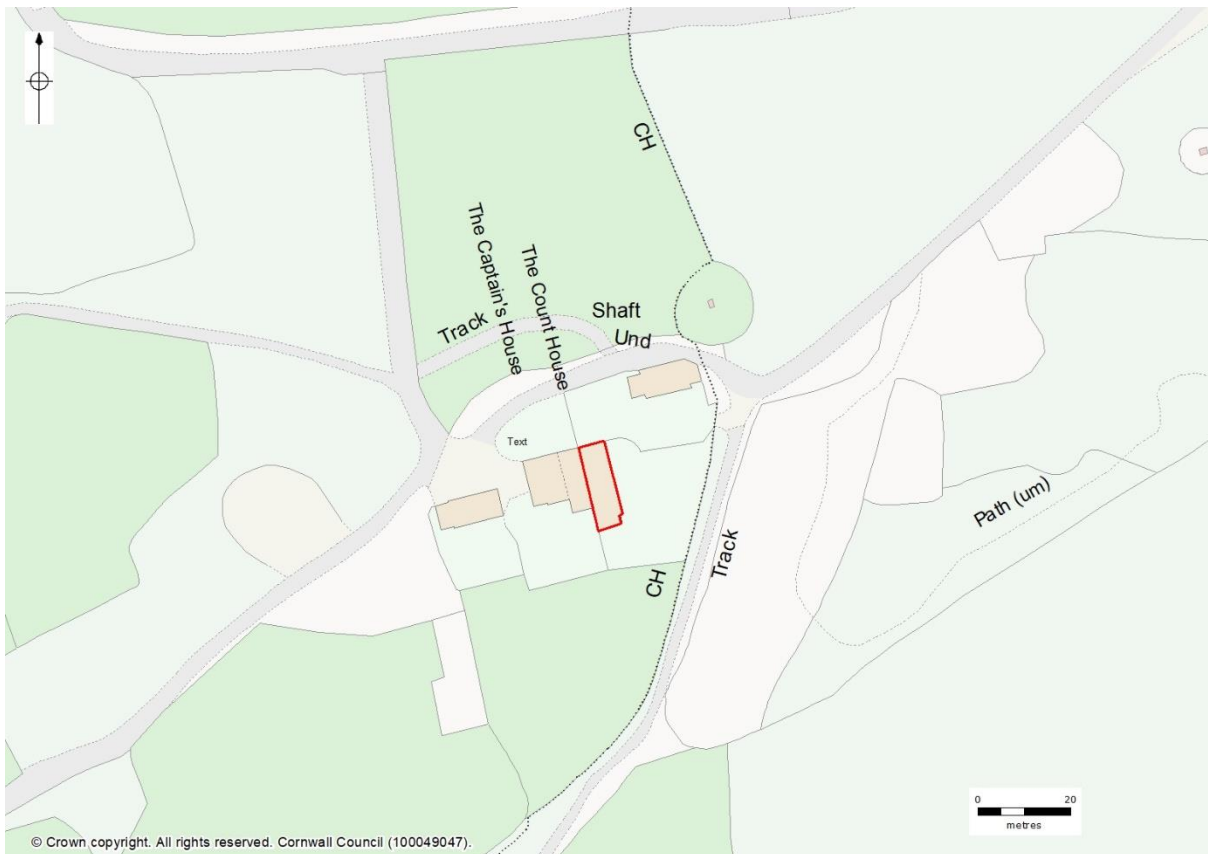 CH
The Captain's House
The Count House
Shaft
Track
Und
Text
Path (um)
Track
CH
0 20
metres
© Crown copyright. All rights reserved. Cornwall Council (100049047).